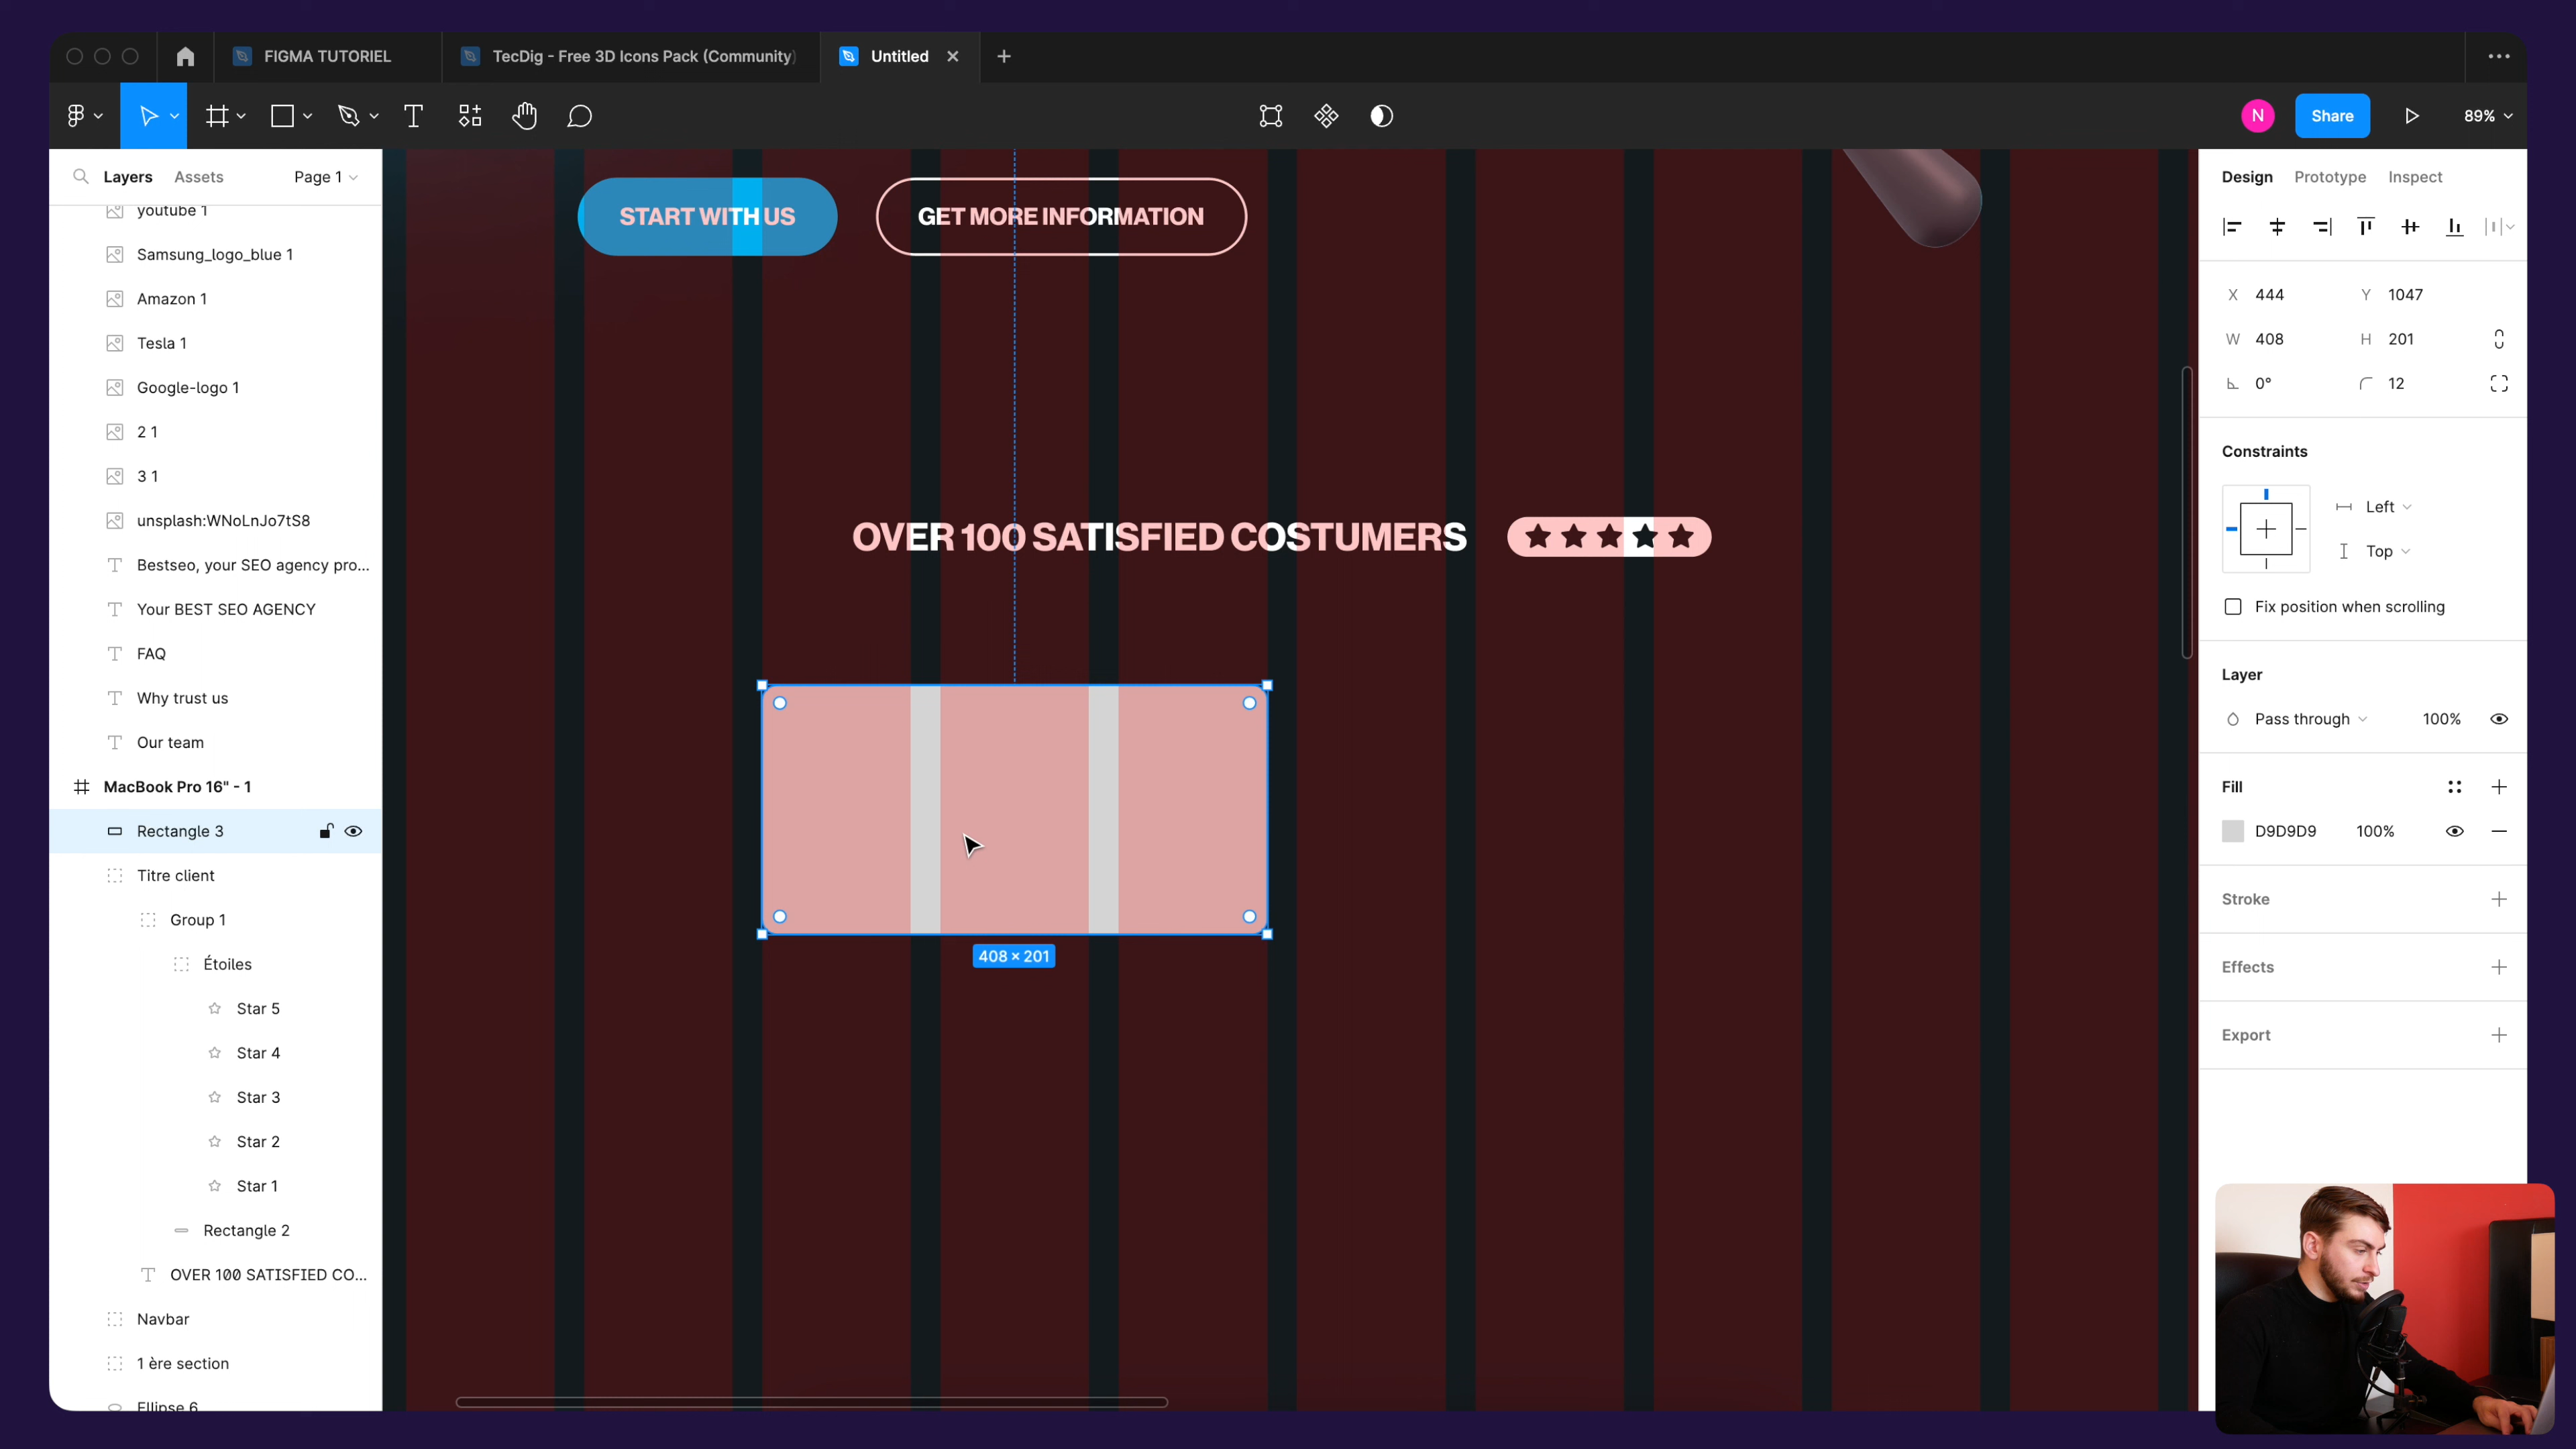 FIGMA TUTORIEL
TecDig - Free 3D Icons Pack (Community)
Untitled
N
Share
89%
Layers
Assets
Page 1
youtube 1
Samsung_logo_blue 1
Amazon 1
Tesla 1
Google-logo 1
2 1
3 1
unsplash:WNoLnJo7tS8
Bestseo, your SEO agency pro...
Your BEST SEO AGENCY
FAQ
Why trust us
Our team
MacBook Pro 16" - 1
Rectangle 3
Titre client
Group 1
Étoiles
Star 5
Star 4
Star 3
Star 2
Star 1
Rectangle 2
OVER 100 SATISFIED CO...
Navbar
1 ère section
Ellipse 6
START WITH US
GET MORE INFORMATION
OVER 100 SATISFIED COSTUMERS
408 × 201
Design
Prototype
Inspect
X 444 Y 1047
W 408 H 201
0° 12
Constraints
Left
Top
Fix position when scrolling
Layer
Pass through 100%
Fill
D9D9D9 100%
Stroke
Effects
Export